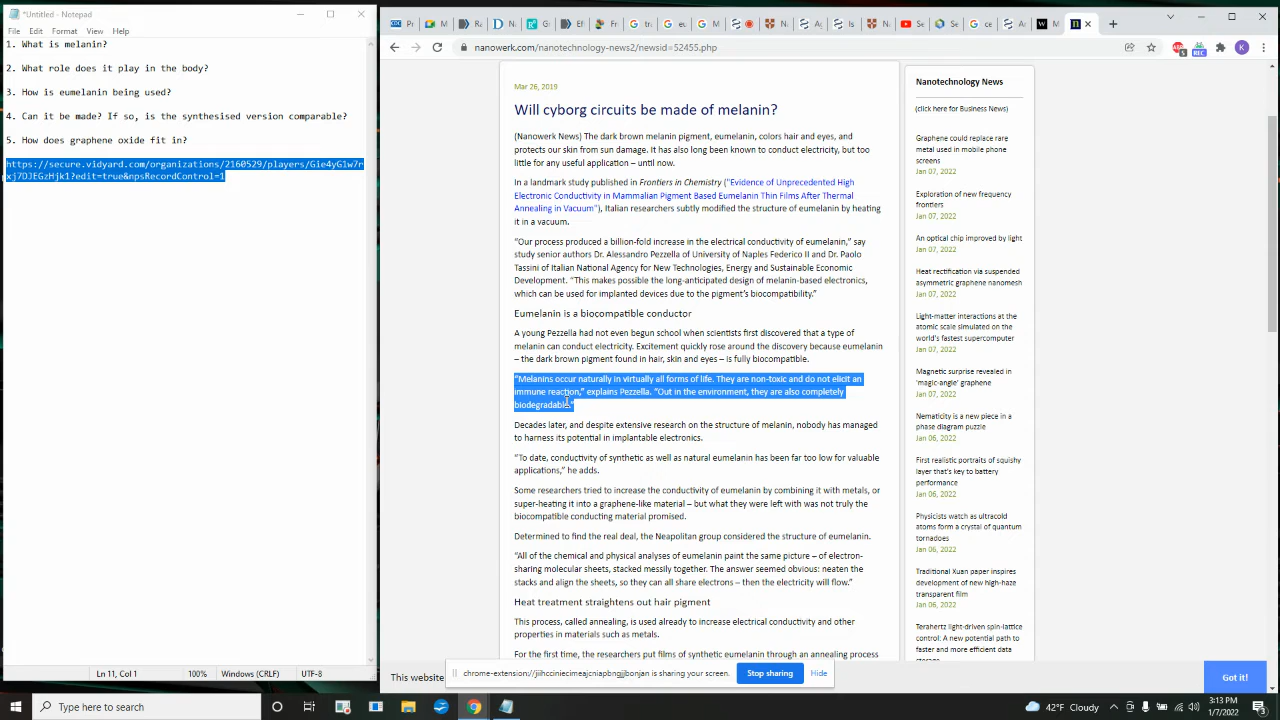 *Untitled - Notepad
File Edit Format View Help
1. What is melanin?
2. What role does it play in the body?
3. How is eumelanin being used?
4. Can it be made? If so, is the synthesised version comparable?
5. How does graphene oxide fit in?
https://secure.vidyard.com/organizations/2160529/players/Gie4yG1w7r
xj7DJEGzHjk1?edit=true&npsRecordControl=1
Ln 11, Col 1 100% Windows (CRLF) UTF-8
nanowerk.com/nanotechnology-news2/newsid=52455.php
Mar 26, 2019
Will cyborg circuits be made of melanin?
(Nanowerk News) The dark brown melanin pigment, eumelanin, colors hair and eyes, and
protects our skin from sun damage. It has also long been known to conduct electricity, but too
little for any useful application – until now.
In a landmark study published in Frontiers in Chemistry ("Evidence of Unprecedented High
Electronic Conductivity in Mammalian Pigment Based Eumelanin Thin Films After Thermal
Annealing in Vacuum"), Italian researchers subtly modified the structure of eumelanin by heating
it in a vacuum.
“Our process produced a billion-fold increase in the electrical conductivity of eumelanin,” say
study senior authors Dr. Alessandro Pezzella of University of Naples Federico II and Dr. Paolo
Tassini of Italian National Agency for New Technologies, Energy and Sustainable Economic
Development. “This makes possible the long-anticipated design of melanin-based electronics,
which can be used for implanted devices due to the pigment’s biocompatibility.”
Eumelanin is a biocompatible conductor
A young Pezzella had not even begun school when scientists first discovered that a type of
melanin can conduct electricity. Excitement quickly rose around the discovery because eumelanin
– the dark brown pigment found in hair, skin and eyes – is fully biocompatible.
“Melanins occur naturally in virtually all forms of life. They are non-toxic and do not elicit an
immune reaction,” explains Pezzella. “Out in the environment, they are also completely
biodegradable.”
Decades later, and despite extensive research on the structure of melanin, nobody has managed
to harness its potential in implantable electronics.
“To date, conductivity of synthetic as well as natural eumelanin has been far too low for valuable
applications,” he adds.
Some researchers tried to increase the conductivity of eumelanin by combining it with metals, or
super-heating it into a graphene-like material – but what they were left with was not truly the
biocompatible conducting material promised.
Determined to find the real deal, the Neapolitan group considered the structure of eumelanin.
“All of the chemical and physical analyses of eumelanin paint the same picture – of electron-
sharing molecular sheets, stacked messily together. The answer seemed obvious: neaten the
stacks and align the sheets, so they can all share electrons – then the electricity will flow.”
Heat treatment straightens out hair pigment
This process, called annealing, is used already to increase electrical conductivity and other
properties in materials such as metals.
For the first time, the researchers put films of synthetic eumelanin through an annealing process
Nanotechnology News
(click here for Business News)
Graphene could replace rare
metal used in mobile phone
screens
Jan 07, 2022
Exploration of new frequency
frontiers
Jan 07, 2022
An optical chip improved by light
Jan 07, 2022
Heat rectification via suspended
asymmetric graphene nanomesh
Jan 07, 2022
Light-matter interactions at the
atomic scale simulated on the
world's fastest supercomputer
Jan 07, 2022
Magnetic surprise revealed in
'magic-angle' graphene
Jan 07, 2022
Nematicity is a new piece in a
phase diagram puzzle
Jan 06, 2022
First realistic portraits of squishy
layer that's key to battery
performance
Jan 06, 2022
Physicists watch as ultracold
atoms form a crystal of quantum
tornadoes
Jan 06, 2022
Traditional Xuan paper inspires
development of new high-haze
transparent film
Jan 06, 2022
Terahertz light-driven spin-lattice
control: A new potential path to
faster and more efficient data
This website
chrome-extension://jiihcciniecimeajcniapbngjjbonjan is sharing your screen. Stop sharing Hide
Got it!
Type here to search
42°F Cloudy
3:13 PM
1/7/2022